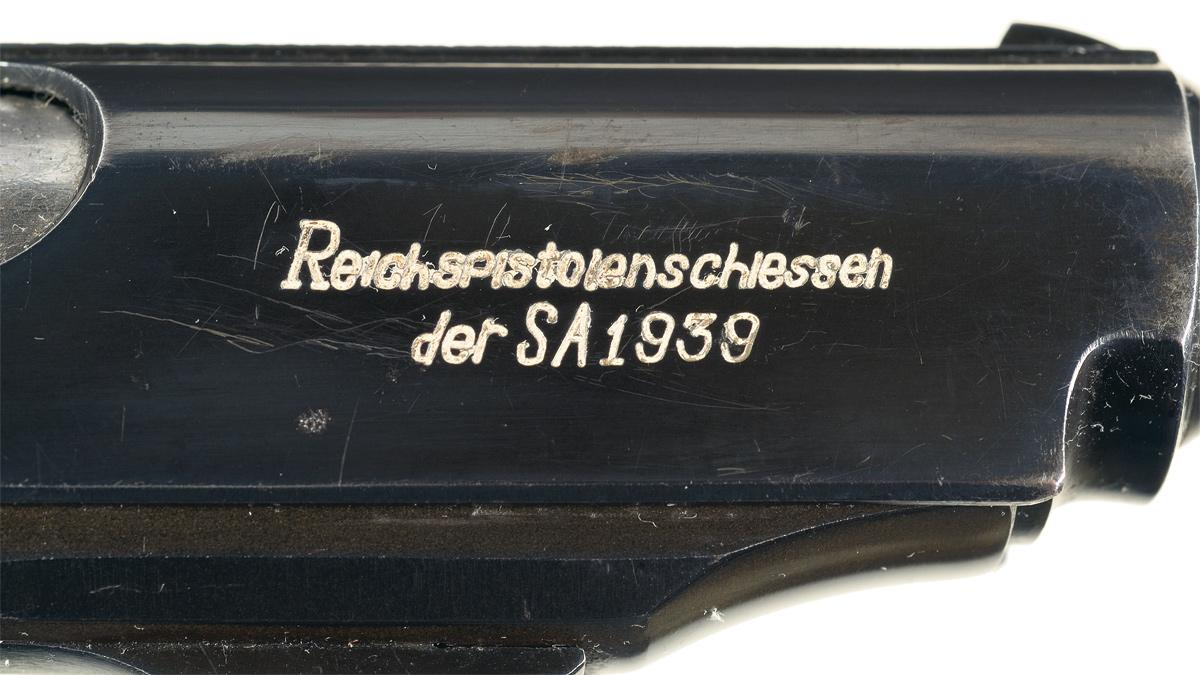 Reichspistolenschiessen
der SA 1939